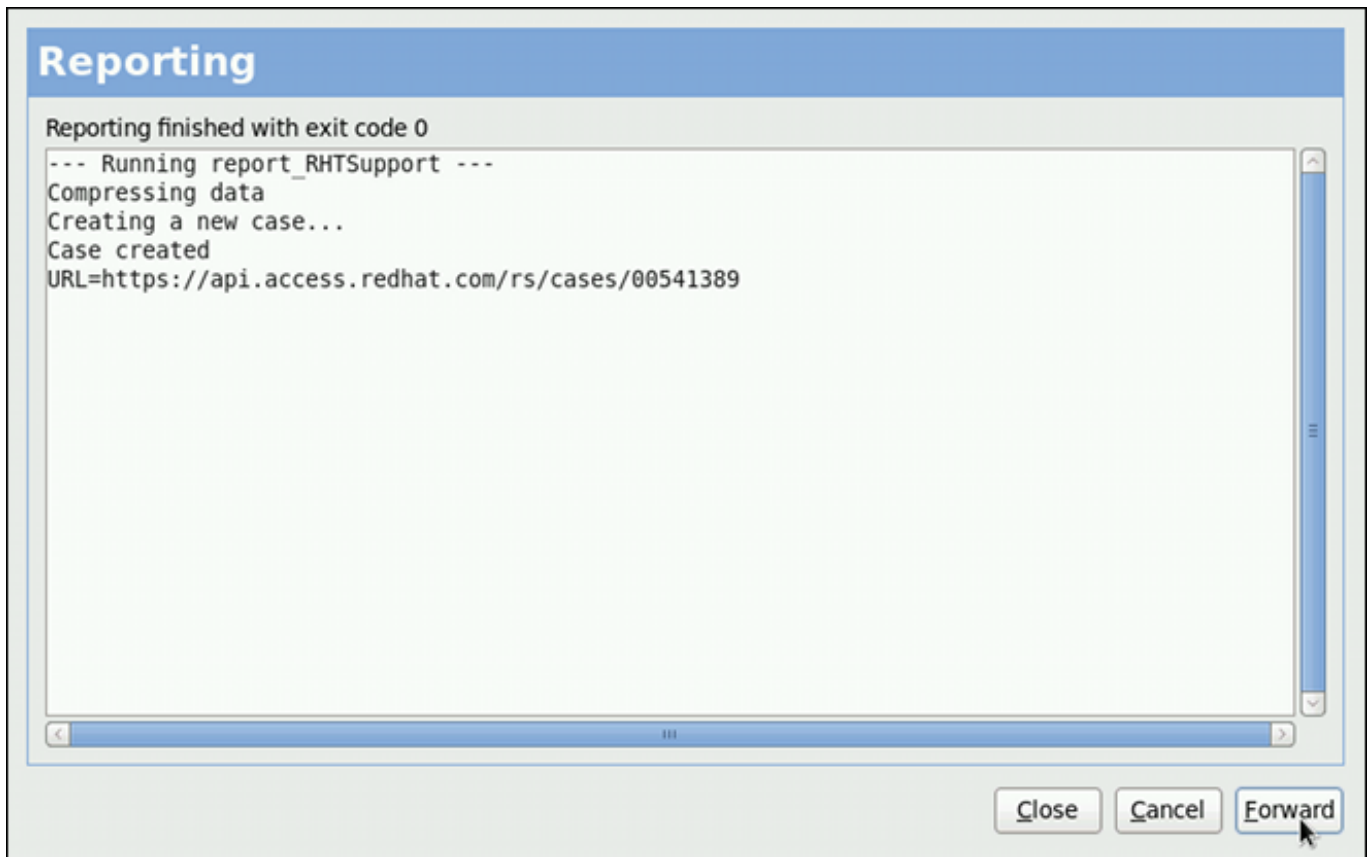 Reporting
Reporting finished with exit code 0
--- Running report_RHTSupport ---
Compressing data
Creating a new case...
Case created
URL=https://api.access.redhat.com/rs/cases/00541389
Close Cancel Forward